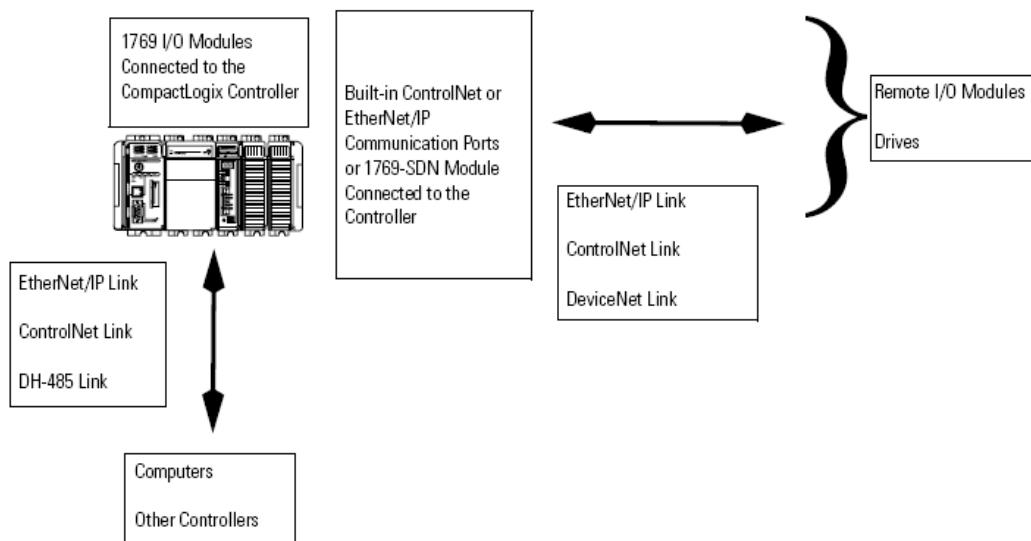 1769 I/O Modules
Connected to the
CompactLogix Controller
Built-in ControlNet or
EtherNet/IP
Communication Ports
or 1769-SDN Module
Connected to the
Controller
Remote I/O Modules
Drives
EtherNet/IP Link
ControlNet Link
DeviceNet Link
EtherNet/IP Link
ControlNet Link
DH-485 Link
Computers
Other Controllers